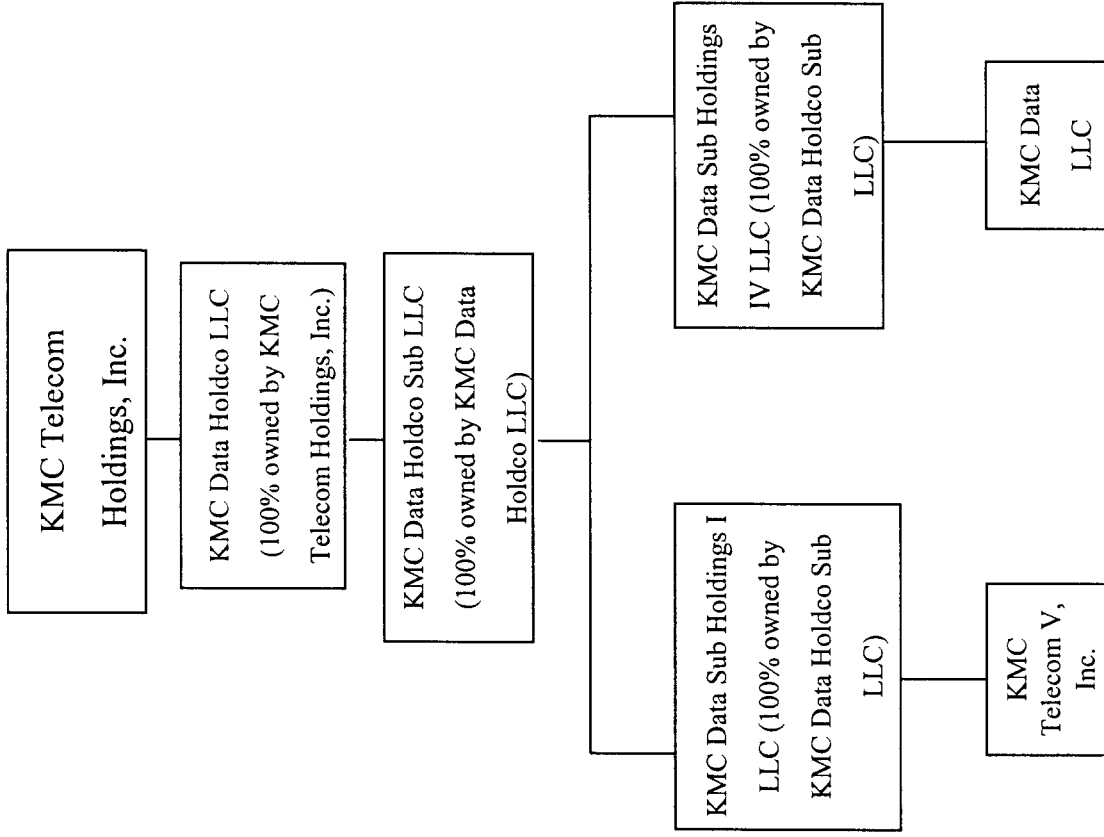 KMC Telecom
Holdings, Inc.
KMC Data Holdco LLC
(100% owned by KMC
Telecom Holdings, Inc.)
KMC Data Holdco Sub LLC
(100% owned by KMC Data
Holdco LLC)
KMC Data Sub Holdings I
LLC (100% owned by
KMC Data Holdco Sub
LLC)
KMC Data Sub Holdings
IV LLC (100% owned by
KMC Data Holdco Sub
LLC)
KMC
Telecom V,
Inc.
KMC Data
LLC